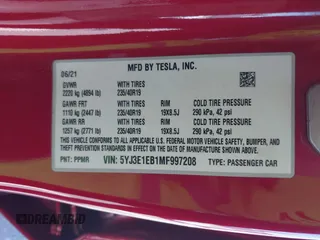 MFD BY TESLA, INC.
06/21
GVWR WITH TIRES
2220 kg (4894 lb) 235/40R19
GAWR FRT WITH TIRES RIM COLD TIRE PRESSURE
1110 kg (2447 lb) 235/40R19 19X8.5J 290 kPa, 42 psi
GAWR RR WITH TIRES RIM COLD TIRE PRESSURE
1257 kg (2771 lb) 235/40R19 19X8.5J 290 kPa, 42 psi
THIS VEHICLE CONFORMS TO ALL APPLICABLE U.S. FEDERAL MOTOR VEHICLE SAFETY, BUMPER,
AND THEFT PREVENTION STANDARDS IN EFFECT ON THE DATE OF MANUFACTURE SHOWN ABOVE.
PNT: PPMR VIN: 5YJ3E1EB1MF997208 TYPE: PASSENGER CAR
DREAMBID